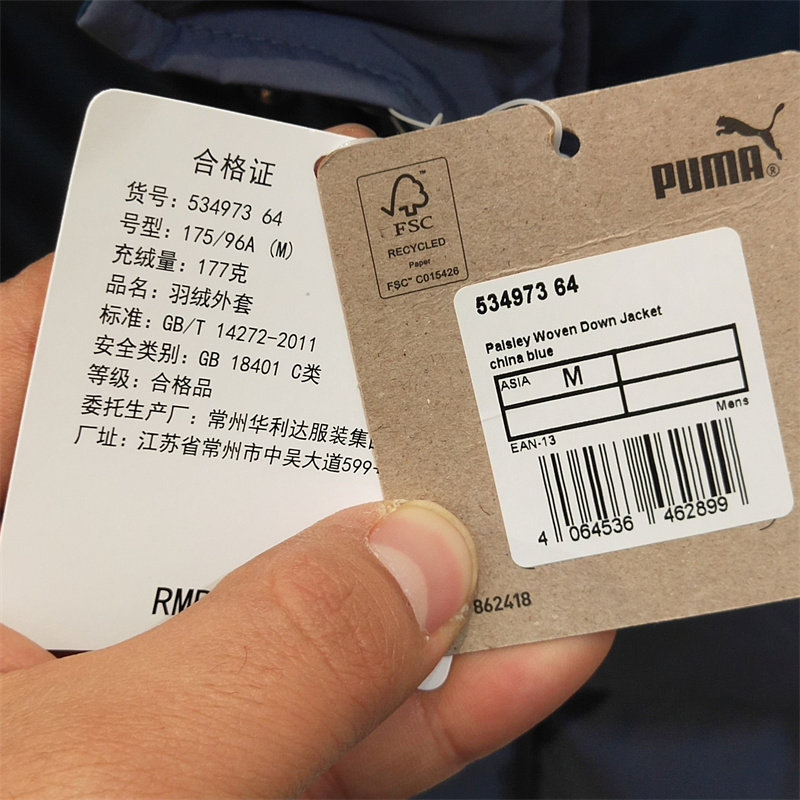 合格证
货号: 534973 64
号型: 175/96A (M)
充绒量: 177克
品名: 羽绒外套
标准: GB/T 14272-2011
安全类别: GB 18401 C类
等级: 合格品
委托生产厂: 常州华利达服装集
厂址: 江苏省常州市中吴大道599
FSC
™
RECYCLED
Paper
FSC™ C015426
PUMA®
534973 64
Paisley Woven Down Jacket
china blue
ASIA M
Mens
EAN-13
4 064536 462899
862418